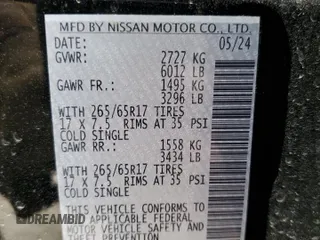 MFD BY NISSAN MOTOR CO., LTD.
DATE: 05/24
GVWR: 2727 KG
6012 LB
GAWR FR.: 1495 KG
3296 LB
WITH 265/65R17 TIRES
17 X 7.5 RIMS AT 35 PSI
COLD SINGLE
GAWR RR.: 1558 KG
3434 LB
WITH 265/65R17 TIRES
17 X 7.5 RIMS AT 35 PSI
COLD SINGLE
THIS VEHICLE CONFORMS TO
APPLICABLE FEDERAL
MOTOR VEHICLE SAFETY
THEFT PREVENTION
DREAMBID